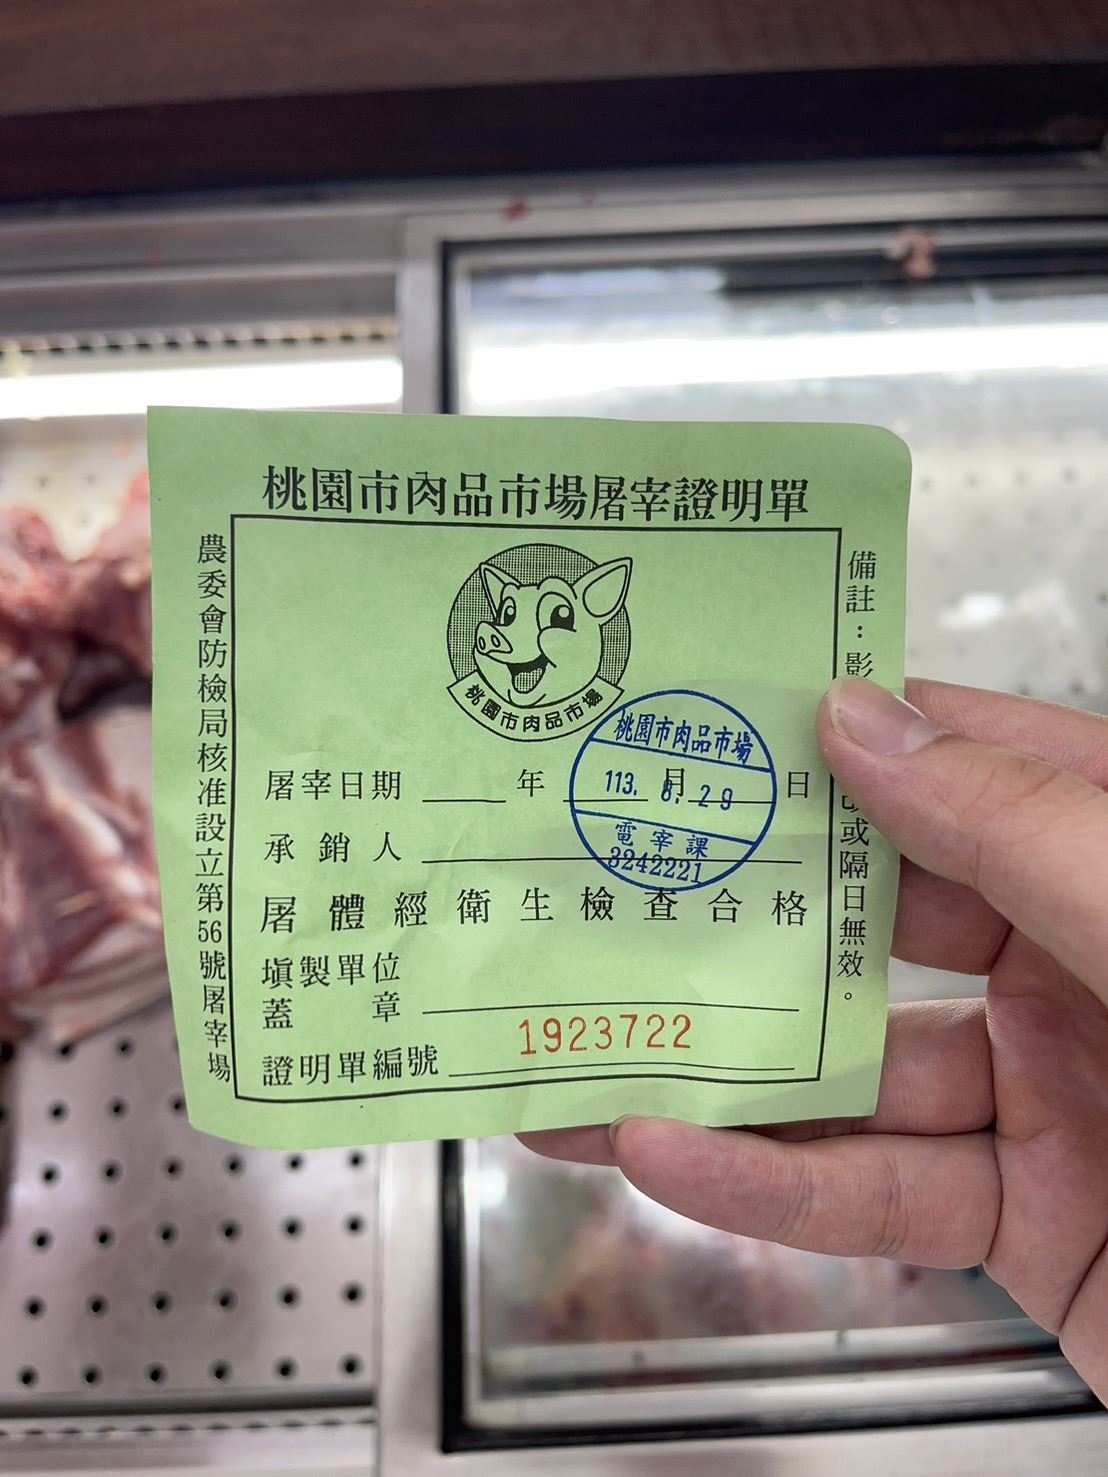 桃園市肉品市場屠宰證明單
農委會防檢局核准設立第56號屠宰場
桃園市肉品市場
屠宰日期 年 月 日
桃園市肉品市場
113. 8. 29
電宰課
3242221
承銷人
屠體經衛生檢查合格
填製單位
蓋章
證明單編號 1923722
備註：影
或隔日無效。